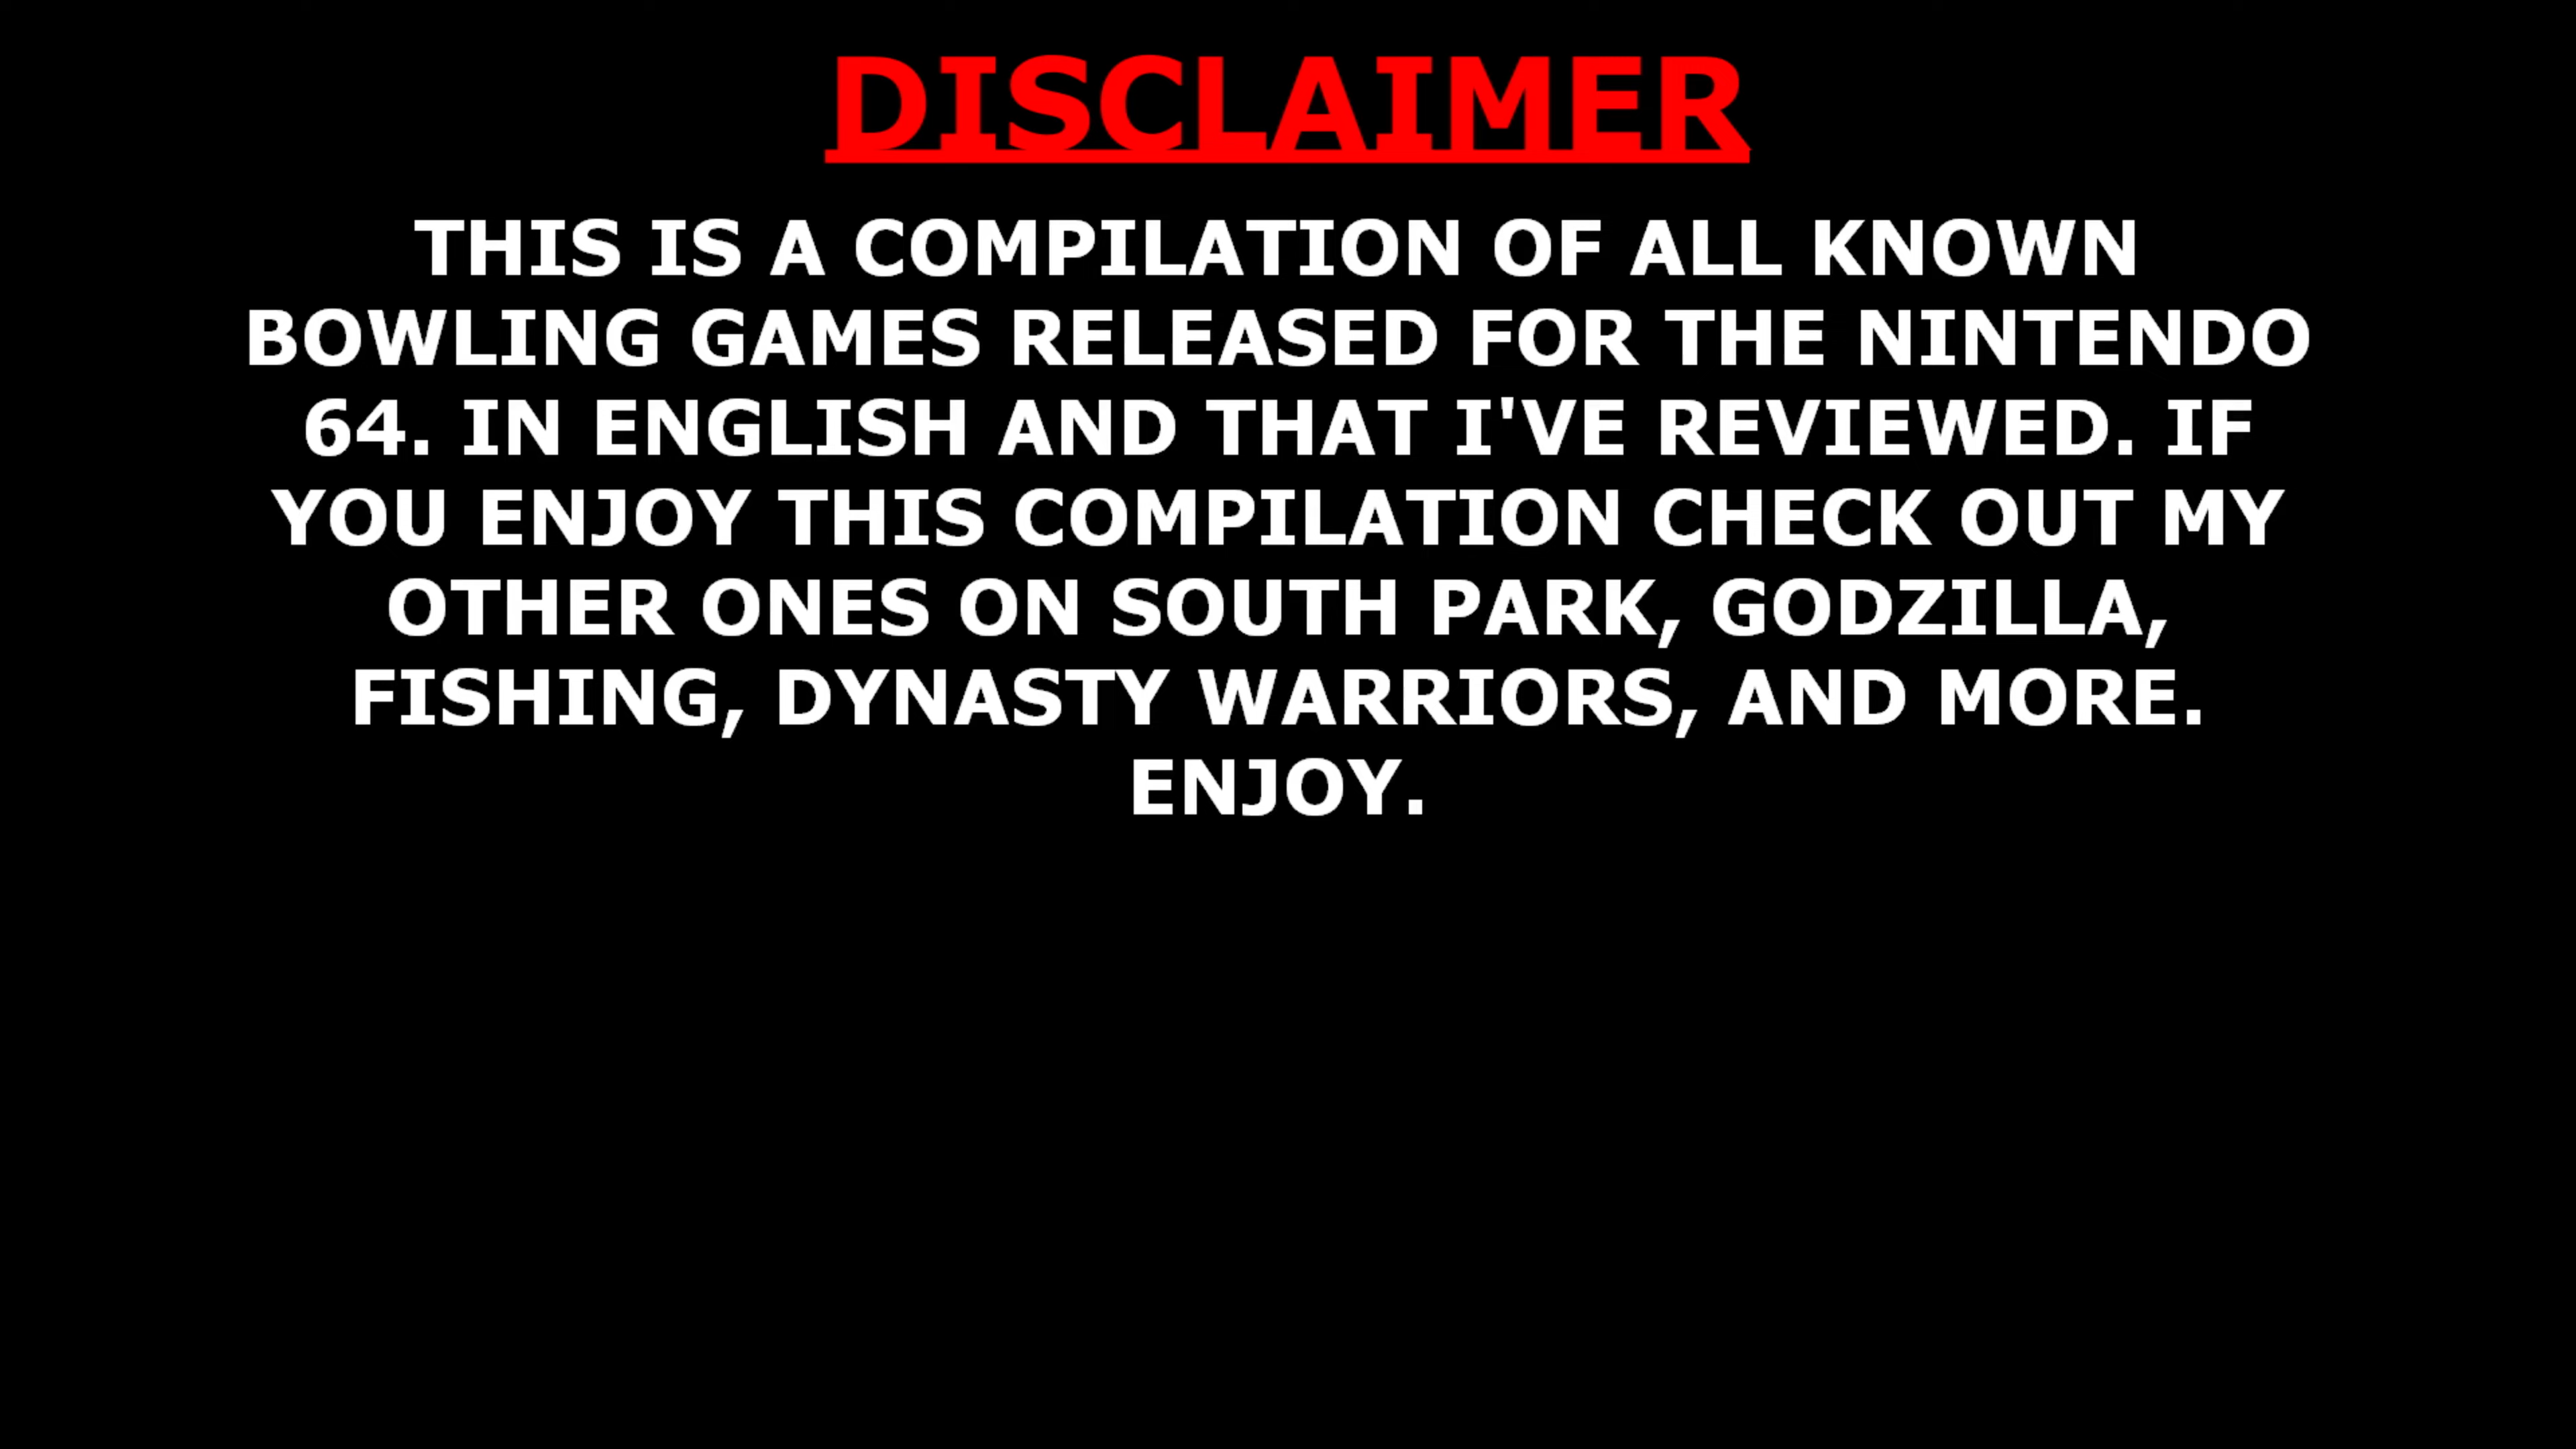 DISCLAIMER
THIS IS A COMPILATION OF ALL KNOWN
BOWLING GAMES RELEASED FOR THE NINTENDO
64. IN ENGLISH AND THAT I'VE REVIEWED. IF
YOU ENJOY THIS COMPILATION CHECK OUT MY
OTHER ONES ON SOUTH PARK, GODZILLA,
FISHING, DYNASTY WARRIORS, AND MORE.
ENJOY.